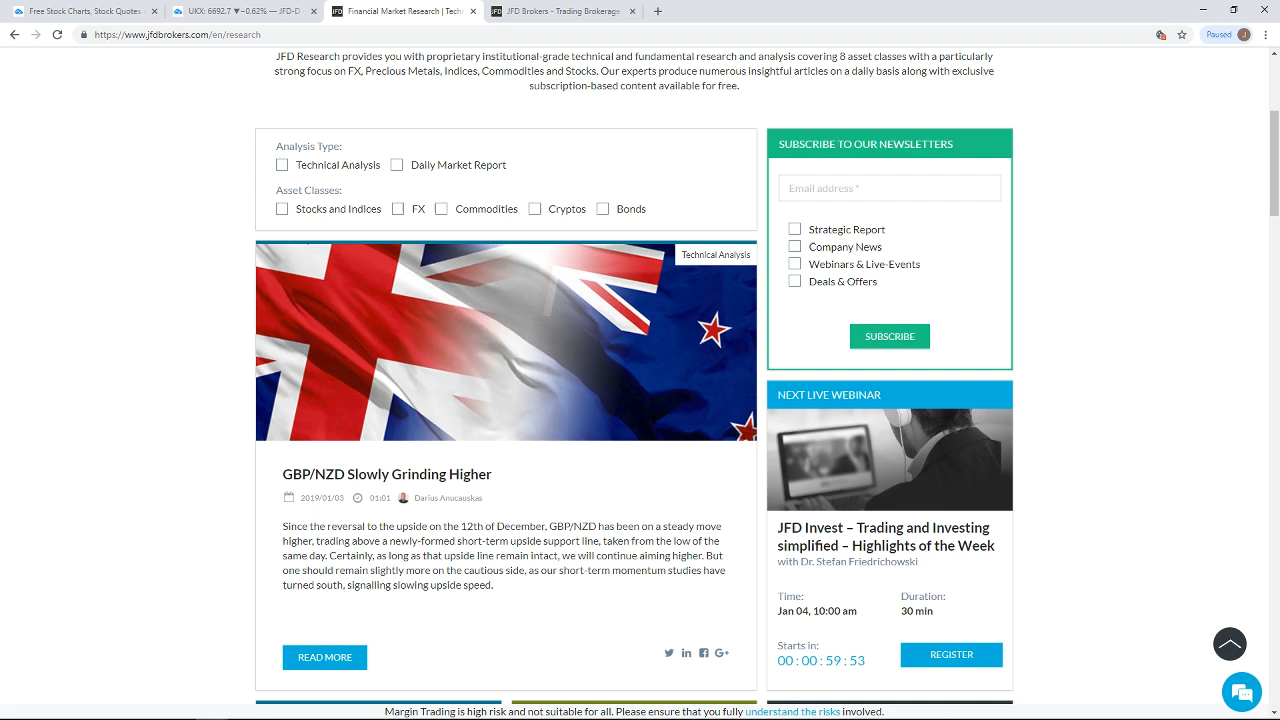 Free Stock Charts, Stock Quotes
UKX: 6692.7 ▼−0.62% — JFD-D
Financial Market Research | Tech
JFD Brokers - Trading Brokerage
https://www.jfdbrokers.com/en/research
Paused
J
JFD Research provides you with proprietary institutional-grade technical and fundamental research and analysis covering 8 asset classes with a particularly
strong focus on FX, Precious Metals, Indices, Commodities and Stocks. Our experts produce numerous insightful articles on a daily basis along with exclusive
subscription-based content available for free.
Analysis Type:
Technical Analysis Daily Market Report
Asset Classes:
Stocks and Indices FX Commodities Cryptos Bonds
Technical Analysis
GBP/NZD Slowly Grinding Higher
2019/01/03 01:01 Darius Anucauskas
Since the reversal to the upside on the 12th of December, GBP/NZD has been on a steady move
higher, trading above a newly-formed short-term upside support line, taken from the low of the
same day. Certainly, as long as that upside line remain intact, we will continue aiming higher. But
one should remain slightly more on the cautious side, as our short-term momentum studies have
turned south, signalling slowing upside speed.
READ MORE
SUBSCRIBE TO OUR NEWSLETTERS
Email address *
Strategic Report
Company News
Webinars & Live-Events
Deals & Offers
SUBSCRIBE
NEXT LIVE WEBINAR
JFD Invest – Trading and Investing
simplified – Highlights of the Week
with Dr. Stefan Friedrichowski
Time: Duration:
Jan 04, 10:00 am 30 min
Starts in:
00 : 00 : 59 : 53
REGISTER
Margin Trading is high risk and not suitable for all. Please ensure that you fully understand the risks involved.